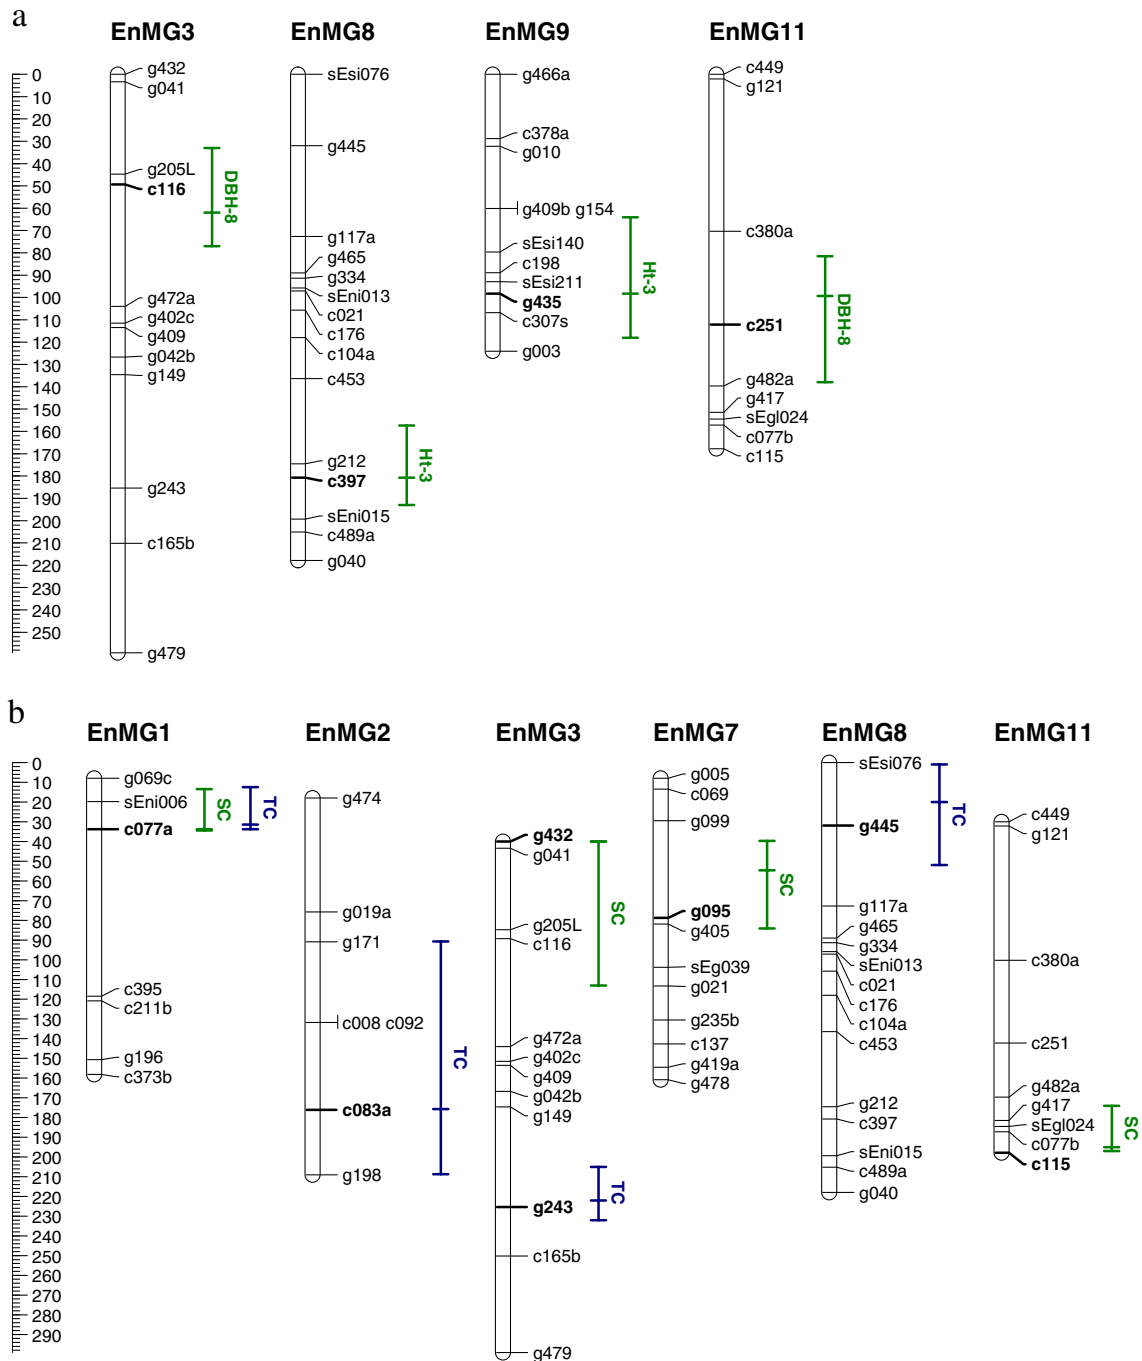 a
EnMG3 EnMG8 EnMG9 EnMG11
0
10
20
30
40
50
60
70
80
90
100
110
120
130
140
150
160
170
180
190
200
210
220
230
240
250
g432
g041
g205L
c116
g472a
g402c
g409
g042b
g149
g243
c165b
g479
DBH-8
sEsi076
g445
g117a
g465
g334
sEni013
c021
c176
c104a
c453
g212
c397
sEni015
c489a
g040
Ht-3
g466a
c378a
g010
g409b g154
sEsi140
c198
sEsi211
g435
c307s
g003
Ht-3
c449
g121
c380a
c251
g482a
g417
sEgl024
c077b
c115
DBH-8
b
EnMG1 EnMG2 EnMG3 EnMG7 EnMG8 EnMG11
0
10
20
30
40
50
60
70
80
90
100
110
120
130
140
150
160
170
180
190
200
210
220
230
240
250
260
270
280
290
g069c
sEni006
c077a
c395
c211b
g196
c373b
SC
TC
g474
g019a
g171
c008 c092
c083a
g198
TC
g432
g041
g205L
c116
g472a
g402c
g409
g042b
g149
g243
c165b
g479
SC
TC
g005
c069
g099
g095
g405
sEg039
g021
g235b
c137
g419a
g478
SC
sEsi076
g445
g117a
g465
g334
sEni013
c021
c176
c104a
c453
g212
c397
sEni015
c489a
g040
TC
c449
g121
c380a
c251
g482a
g417
sEgl024
c077b
c115
SC